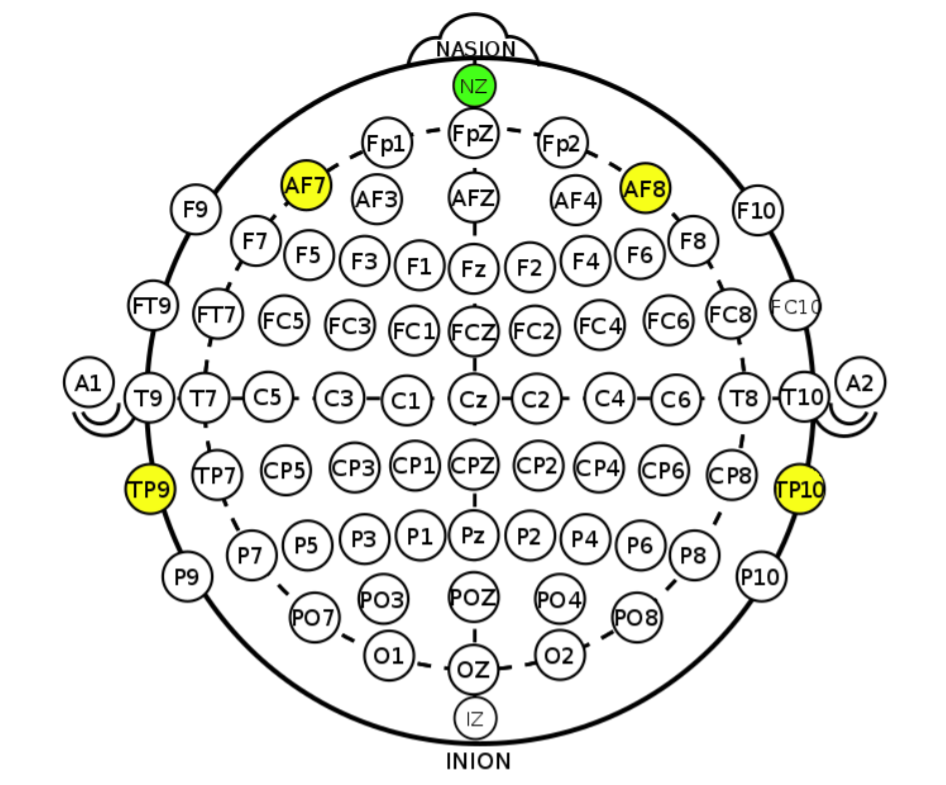 NASION
NZ
Fp1 FpZ Fp2
AF7 AF3 AFZ AF4 AF8
F9 F10
F7 F5 F3 F1 Fz F2 F4 F6 F8
FT9 FT7 FC5 FC3 FC1 FCZ FC2 FC4 FC6 FC8 FC10
A1 A2
T9 T7 C5 C3 C1 Cz C2 C4 C6 T8 T10
TP7 CP5 CP3 CP1 CPZ CP2 CP4 CP6 CP8
TP9 TP10
P7 P5 P3 P1 Pz P2 P4 P6 P8
P9 P10
PO7 PO3 POZ PO4 PO8
O1 OZ O2
IZ
INION